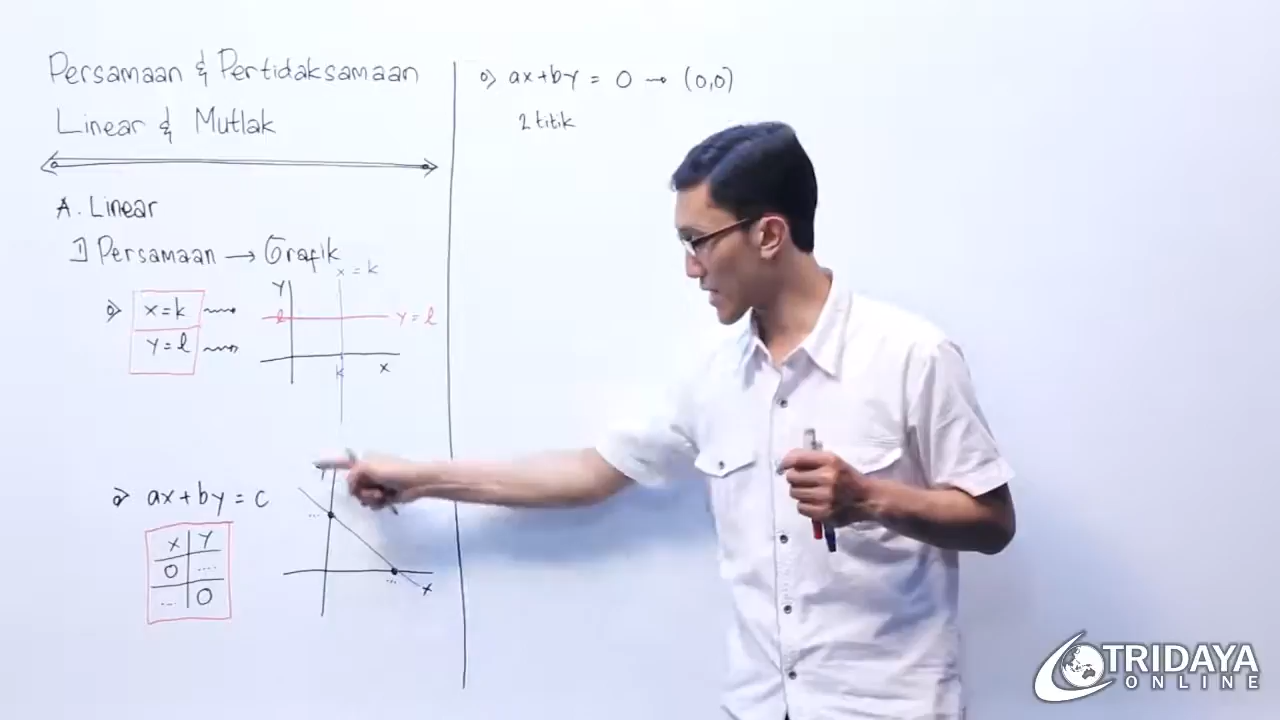 Persamaan & Pertidaksamaan
Linear & Mutlak
A. Linear
1] Persamaan → Grafik
x = k
y = l
Y
x = k
l
y = l
k
x
ax + by = c
x | y
0 | ....
... | 0
Y
...
...
x
ax + by = 0 → (0,0)
2 titik
TRIDAYA
ONLINE